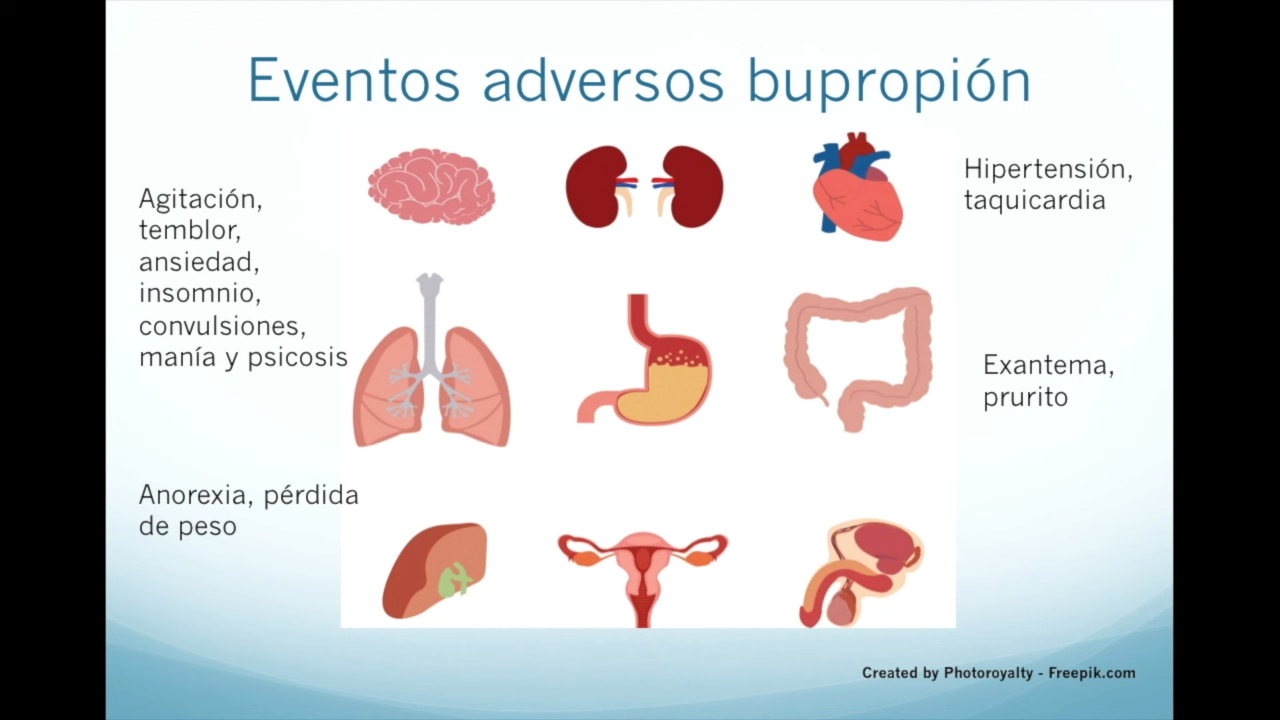 Eventos adversos bupropión
Agitación,
temblor,
ansiedad,
insomnio,
convulsiones,
manía y psicosis
Anorexia, pérdida
de peso
Hipertensión,
taquicardia
Exantema,
prurito
Created by Photoroyalty - Freepik.com